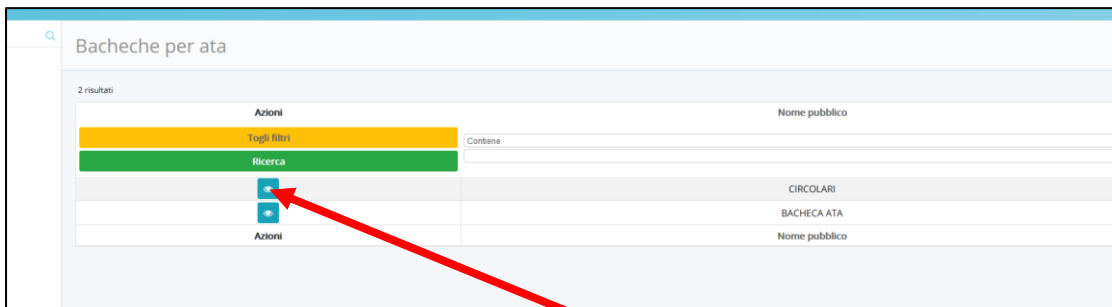 Bacheche per ata
2 risultati
Azioni Nome pubblico
Togli filtri
Contiene
Ricerca
CIRCOLARI
BACHECA ATA
Azioni Nome pubblico